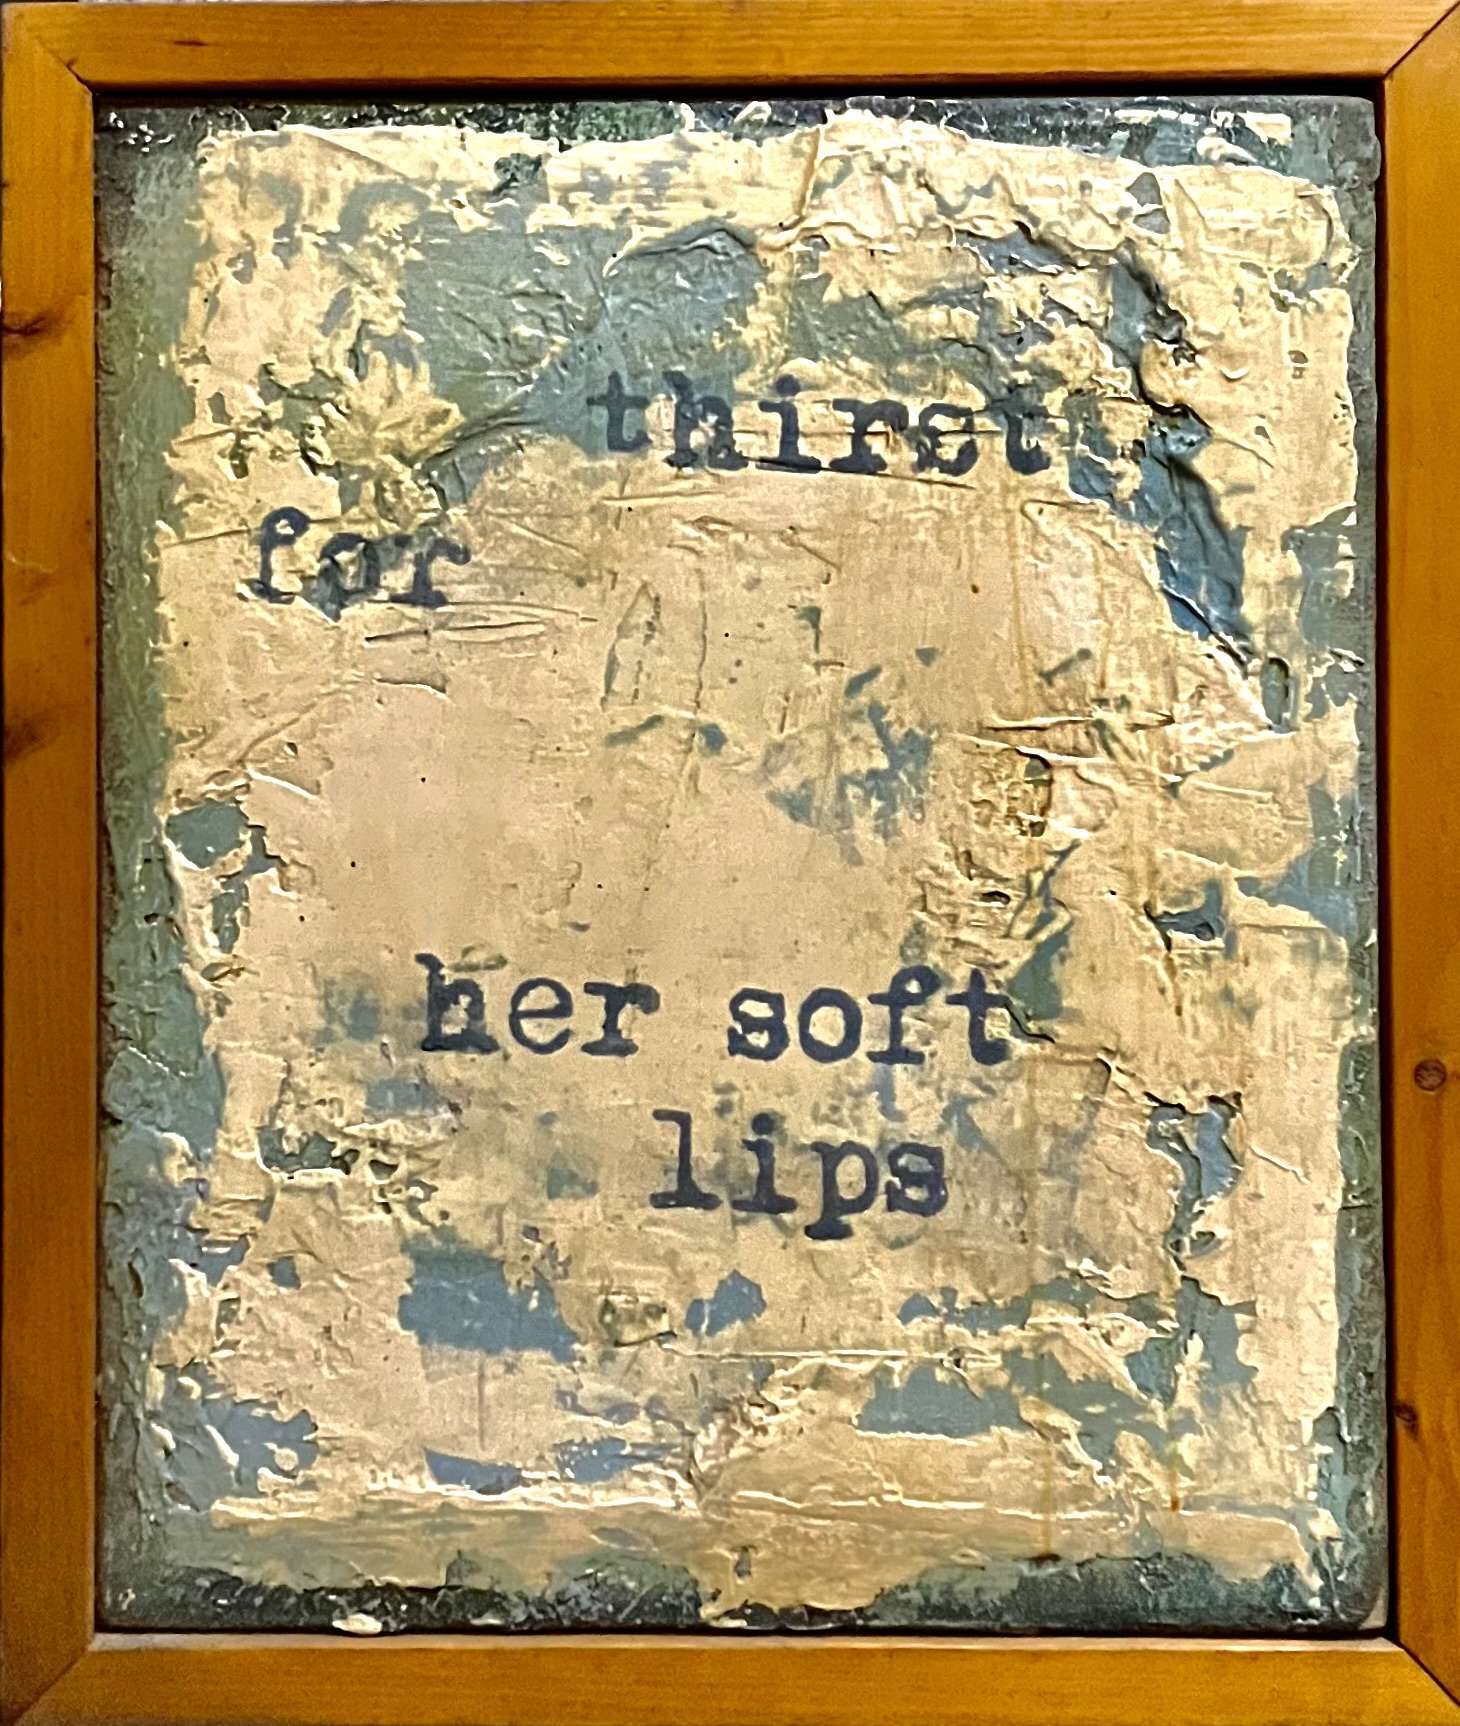 thirst
for
her soft
lips